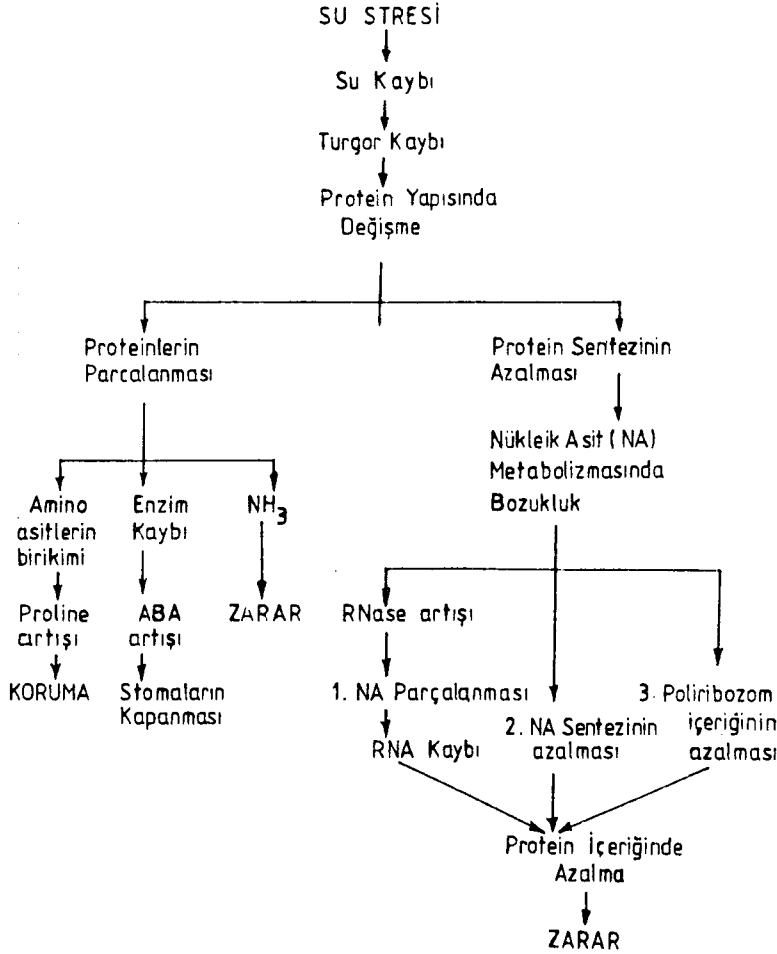 SU STRESİ
Su Kaybı
Turgor Kaybı
Protein Yapısında
Değişme
Proteinlerin
Parcalanması
Protein Sentezinin
Azalması
Nükleik Asit (NA)
Metabolizmasında
Bozukluk
Amino
asitlerin
birikimi
Enzim
Kaybı
NH3
Proline
artışı
ABA
artışı
ZARAR
RNase artışı
KORUMA
Stomaların
Kapanması
1. NA Parçalanması
RNA Kaybı
2. NA Sentezinin
azalması
3. Poliribozom
içeriğinin
azalması
Protein İçeriğinde
Azalma
ZARAR